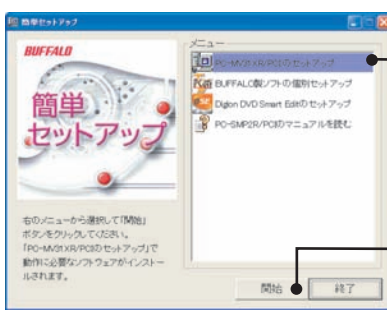 簡単セットアップ
BUFFALO
簡単
セットアップ
右のメニューから選択して「開始」
ボタンをクリックしてください。
「PC-MV31XR/PCIのセットアップ」で
動作に必要なソフトウェアがインストー
ルされます。
メニュー
PC-MV31XR/PCIのセットアップ
BUFFALO製ソフトの個別セットアップ
Digion DVD Smart Editのセットアップ
PC-SMP2R/PCIのマニュアルを読む
開始
終了